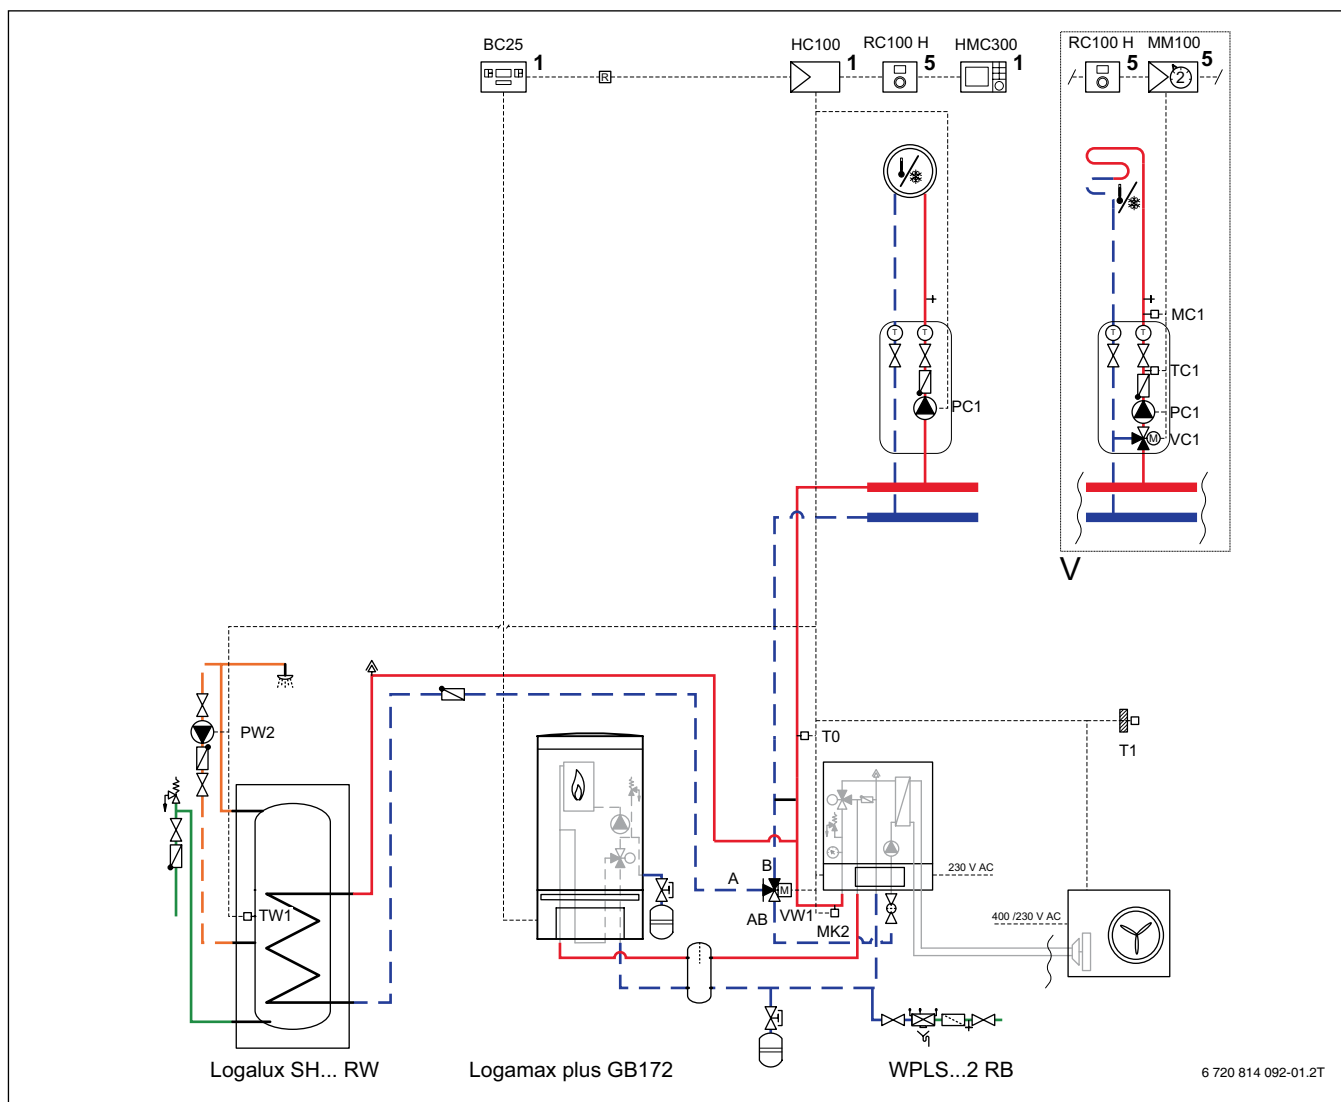 BC25
1
R
HC100
1
RC100 H
5
HMC300
1
RC100 H
5
MM100
5
2
MC1
T
T
T
T
TC1
PC1
PC1
M
VC1
V
PW2
T0
T1
B
A
M
230 V AC
TW1
AB
VW1
MK2
400 /230 V AC
Logalux SH... RW
Logamax plus GB172
WPLS...2 RB
6 720 814 092-01.2T